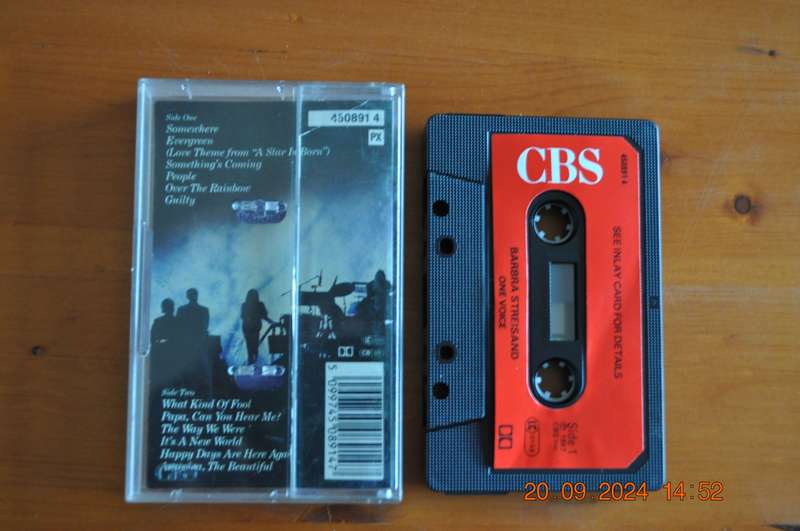 Side One
Somewhere
Evergreen
(Love Theme from "A Star Is Born")
Something's Coming
People
Over The Rainbow
Guilty
450891 4
PX
Side Two
What Kind Of Fool
Papa, Can You Hear Me?
The Way We Were
It's A New World
Happy Days Are Here Again
America, The Beautiful
5 099745 089147
CBS
450891 4
SEE INLAY CARD FOR DETAILS
BARBRA STREISAND
ONE VOICE
Side 1
℗ 1987
CBS Inc.
20.09.2024 14:52